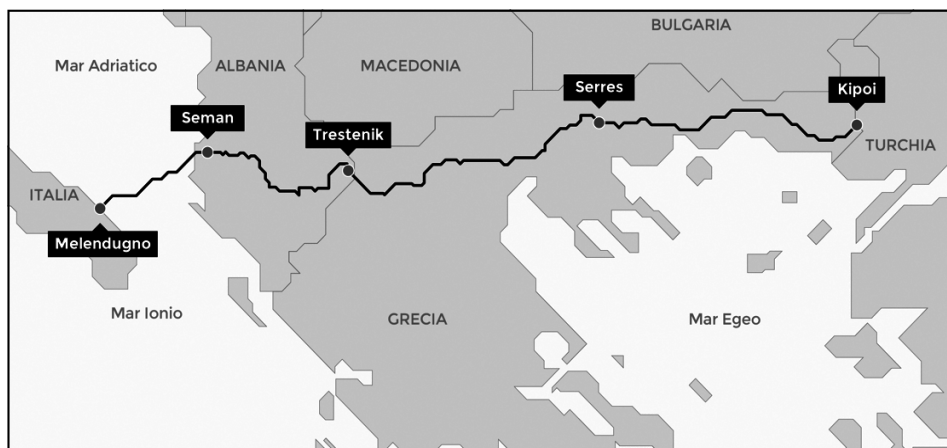 BULGARIA
Mar Adriatico
ALBANIA
MACEDONIA
Serres
Kipoi
Seman
Trestenik
TURCHIA
ITALIA
Melendugno
Mar Ionio
GRECIA
Mar Egeo